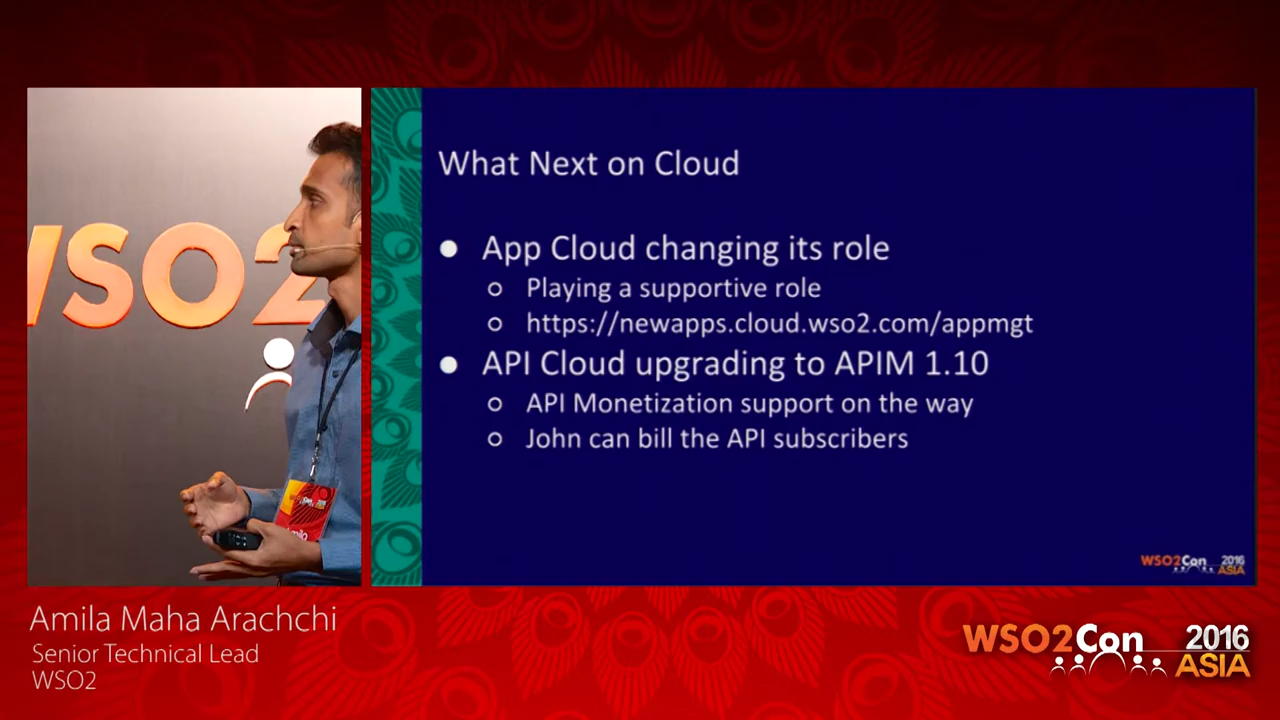 WSO2
What Next on Cloud
● App Cloud changing its role
○ Playing a supportive role
○ https://newapps.cloud.wso2.com/appmgt
● API Cloud upgrading to APIM 1.10
○ API Monetization support on the way
○ John can bill the API subscribers
WSO2Con 2016
ASIA
Amila Maha Arachchi
Senior Technical Lead
WSO2
WSO2Con 2016
ASIA